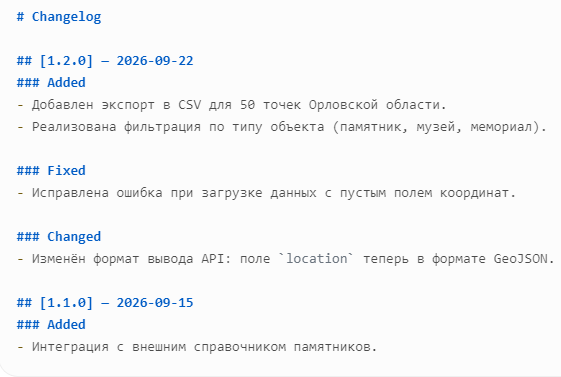 # Changelog
## [1.2.0] — 2026-09-22
### Added
- Добавлен экспорт в CSV для 50 точек Орловской области.
- Реализована фильтрация по типу объекта (памятник, музей, мемориал).
### Fixed
- Исправлена ошибка при загрузке данных с пустым полем координат.
### Changed
- Изменён формат вывода API: поле `location` теперь в формате GeoJSON.
## [1.1.0] — 2026-09-15
### Added
- Интеграция с внешним справочником памятников.